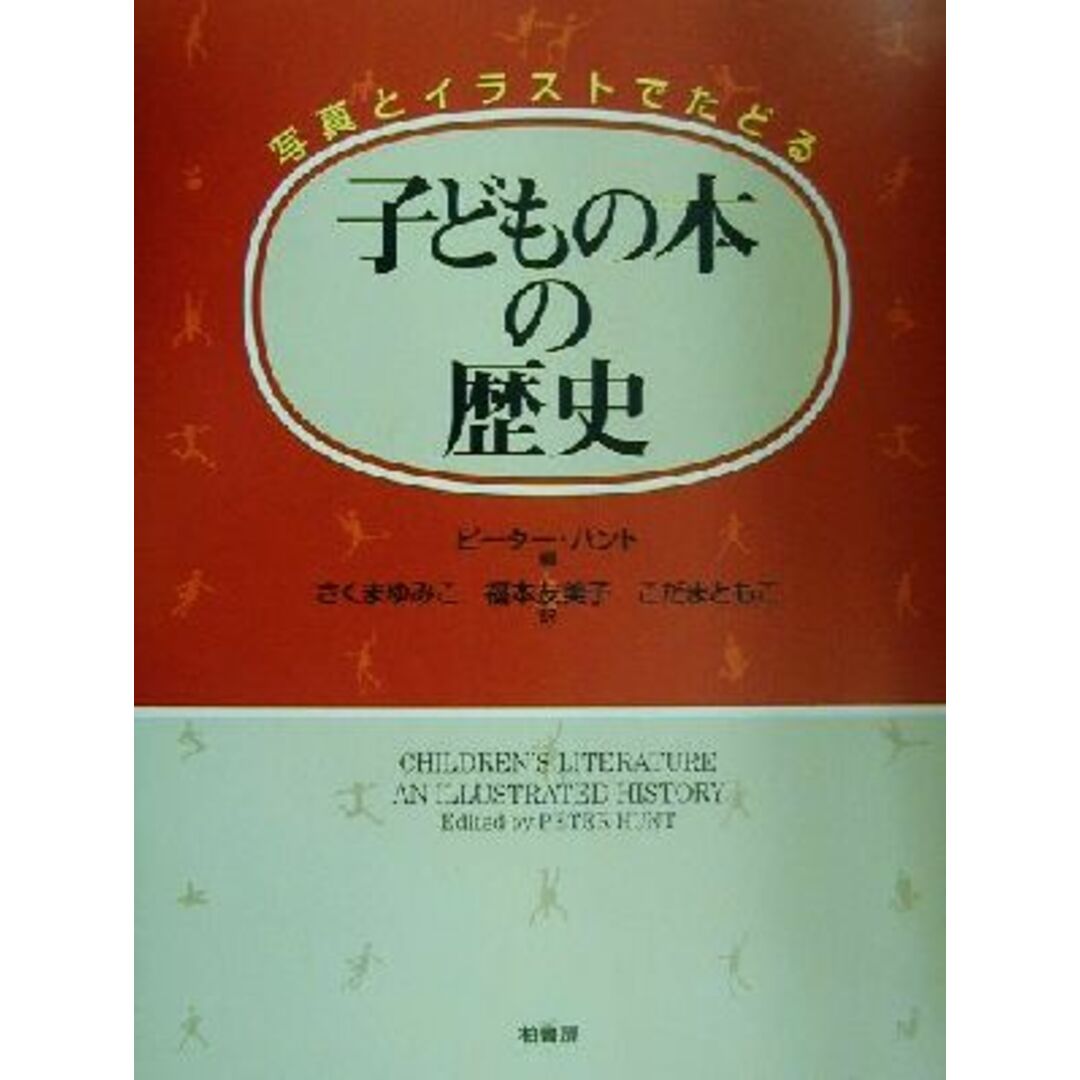 写真とイラストでたどる
子どもの本
の
歴史
ピーター・ハント
編
さくまゆみこ 福本友美子 こだまともこ
訳
CHILDREN'S LITERATURE
AN ILLUSTRATED HISTORY
Edited by PETER HUNT
柏書房